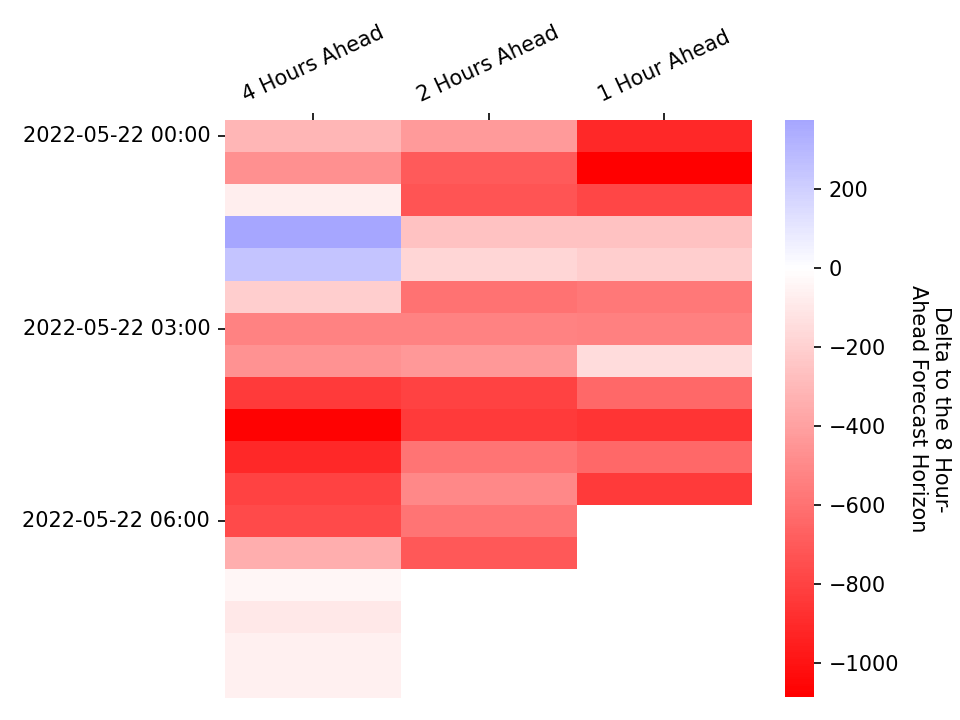 4 Hours Ahead
2 Hours Ahead
1 Hour Ahead
2022-05-22 00:00
2022-05-22 03:00
2022-05-22 06:00
200
0
−200
−400
−600
−800
−1000
Delta to the 8 Hour-
Ahead Forecast Horizon